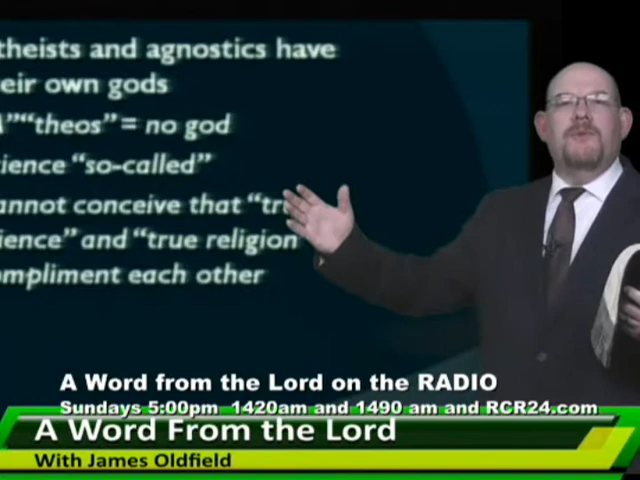 theists and agnostics have
eir own gods
""theos" = no god
ience "so-called"
annot conceive that "tr
ience" and "true religion
ompliment each other
A Word from the Lord on the RADIO
Sundays 5:00pm 1420am and 1490 am and RCR24.com
A Word From the Lord
With James Oldfield